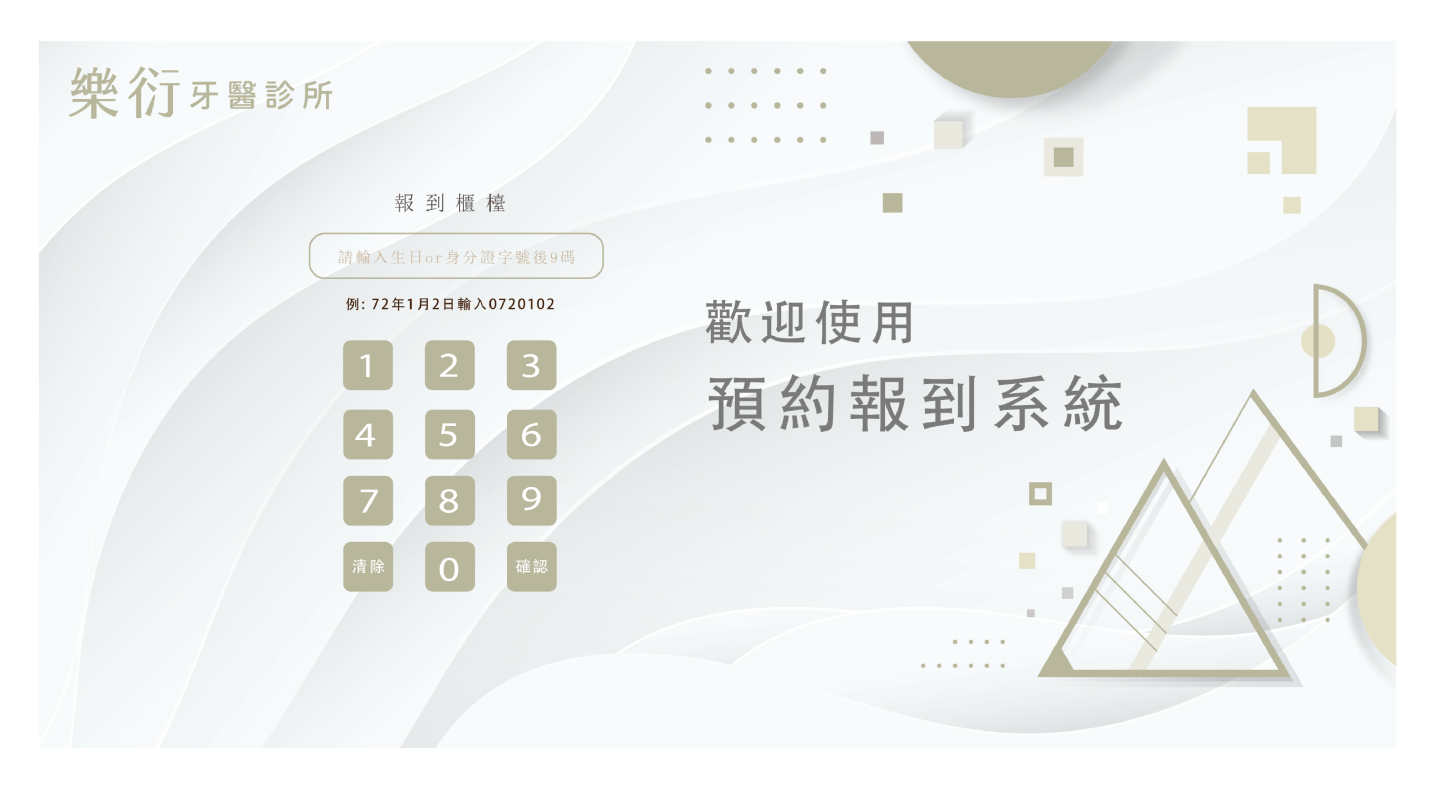 樂衍牙醫診所
報到櫃檯
請輸入生日or身分證字號後9碼
例: 72年1月2日輸入0720102
1 2 3
4 5 6
7 8 9
清除 0 確認
歡迎使用
預約報到系統